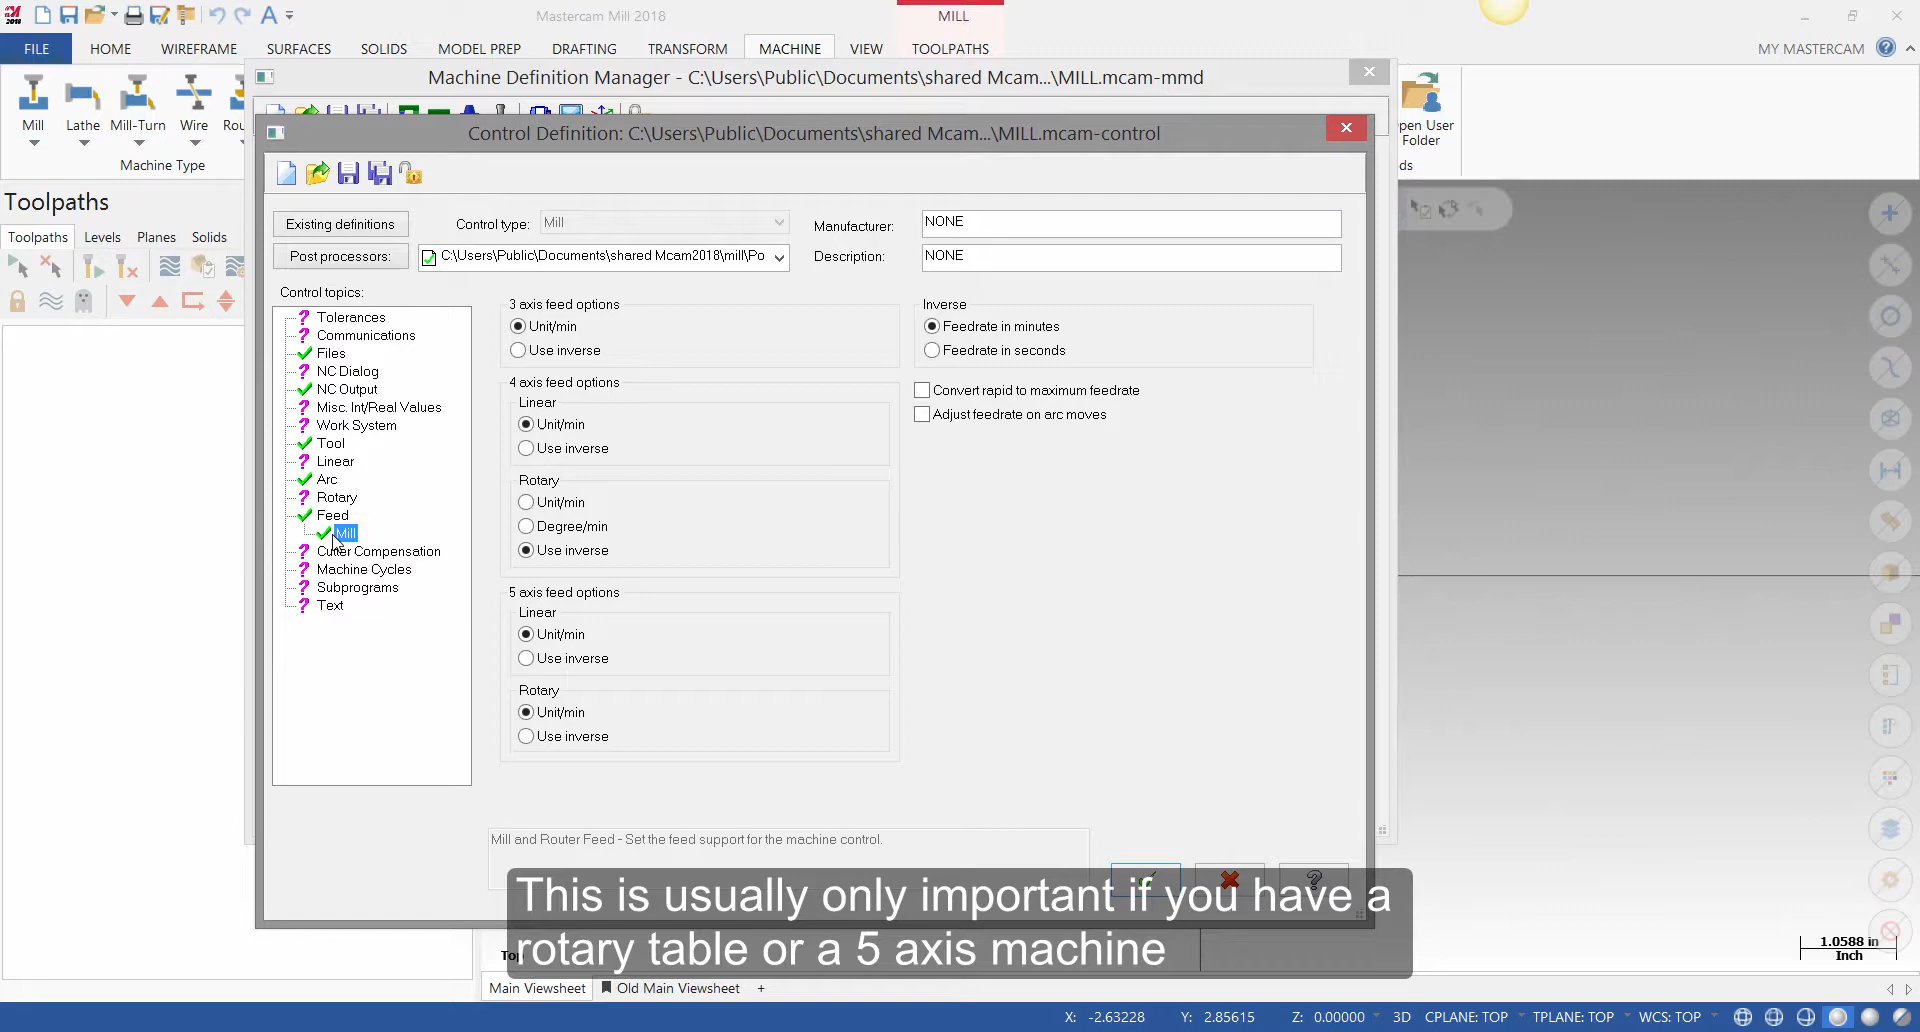 Mastercam Mill 2018
MILL
FILE
HOME
WIREFRAME
SURFACES
SOLIDS
MODEL PREP
DRAFTING
TRANSFORM
MACHINE
VIEW
TOOLPATHS
MY MASTERCAM
Machine Definition Manager - C:\Users\Public\Documents\shared Mcam...\MILL.mcam-mmd
Mill
Lathe
Mill-Turn
Wire
Rou
Machine Type
pen User
Folder
ds
Control Definition: C:\Users\Public\Documents\shared Mcam...\MILL.mcam-control
Toolpaths
Toolpaths
Levels
Planes
Solids
Existing definitions
Control type:
Mill
Manufacturer:
NONE
Post processors:
C:\Users\Public\Documents\shared Mcam2018\mill\Po
Description:
NONE
Control topics:
Tolerances
Communications
Files
NC Dialog
NC Output
Misc. Int/Real Values
Work System
Tool
Linear
Arc
Rotary
Feed
Mill
Cutter Compensation
Machine Cycles
Subprograms
Text
3 axis feed options
Unit/min
Use inverse
4 axis feed options
Linear
Unit/min
Use inverse
Rotary
Unit/min
Degree/min
Use inverse
5 axis feed options
Linear
Unit/min
Use inverse
Rotary
Unit/min
Use inverse
Inverse
Feedrate in minutes
Feedrate in seconds
Convert rapid to maximum feedrate
Adjust feedrate on arc moves
Mill and Router Feed - Set the feed support for the machine control.
This is usually only important if you have a
rotary table or a 5 axis machine
Top
1.0588 in
Inch
Main Viewsheet
Old Main Viewsheet
+
X: -2.63228
Y: 2.85615
Z: 0.00000
3D
CPLANE: TOP
TPLANE: TOP
WCS: TOP